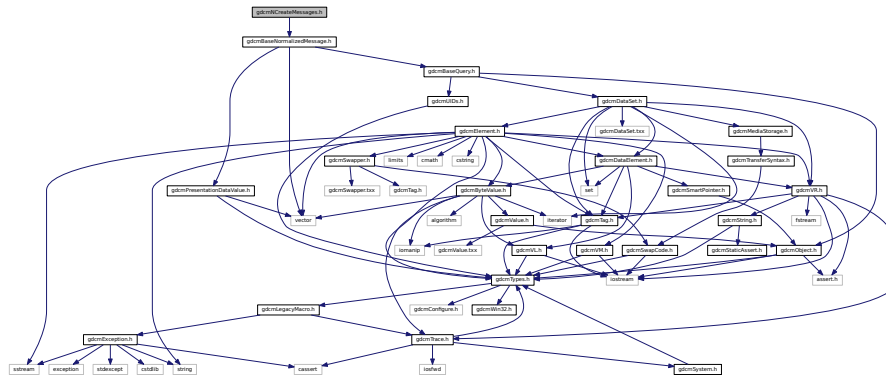 gdcmNCreateMessages.h
gdcmBaseNormalizedMessage.h
gdcmBaseQuery.h
gdcmUIDs.h
gdcmDataSet.h
gdcmElement.h
gdcmDataSet.txx
gdcmMediaStorage.h
gdcmSwapper.h
limits
cmath
cstring
gdcmDataElement.h
gdcmTransferSyntax.h
gdcmPresentationDataValue.h
gdcmSwapper.txx
gdcmTag.h
gdcmByteValue.h
set
gdcmSmartPointer.h
gdcmVR.h
vector
algorithm
gdcmValue.h
iterator
gdcmTag.h
gdcmString.h
fstream
iomanip
gdcmValue.txx
gdcmVL.h
gdcmVM.h
gdcmSwapCode.h
gdcmStaticAssert.h
gdcmObject.h
gdcmTypes.h
iostream
assert.h
gdcmLegacyMacro.h
gdcmConfigure.h
gdcmWin32.h
gdcmException.h
gdcmTrace.h
sstream
exception
stdexcept
cstdlib
string
cassert
iosfwd
gdcmSystem.h